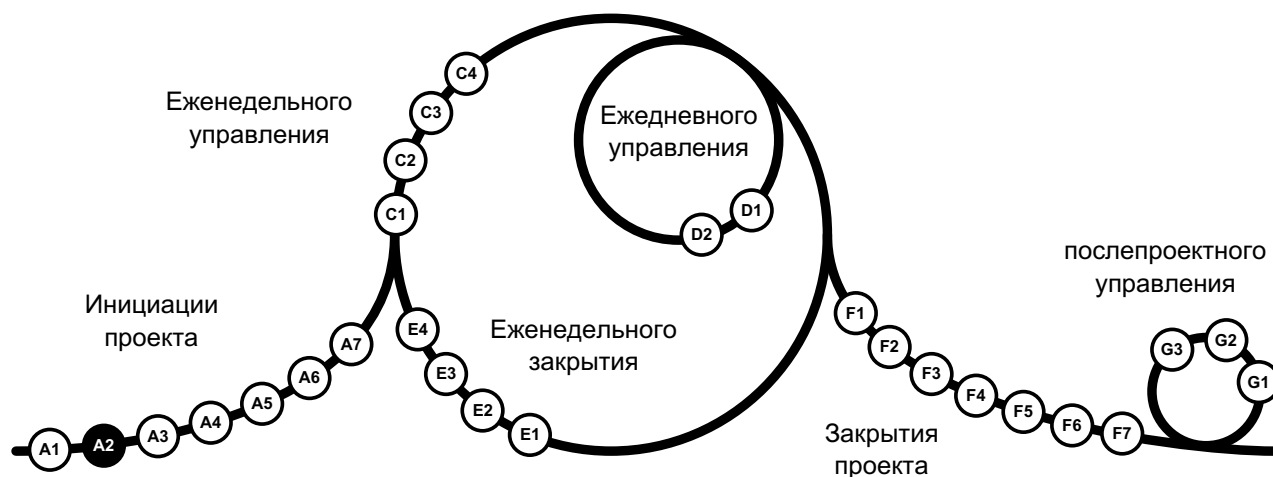 Еженедельного
управления
C4
C3
C2
C1
Ежедневного
управления
D1
D2
Инициации
проекта
A1
A2
A3
A4
A5
A6
A7
Еженедельного
закрытия
E4
E3
E2
E1
Закрытия
проекта
F1
F2
F3
F4
F5
F6
F7
послепроектного
управления
G3
G2
G1